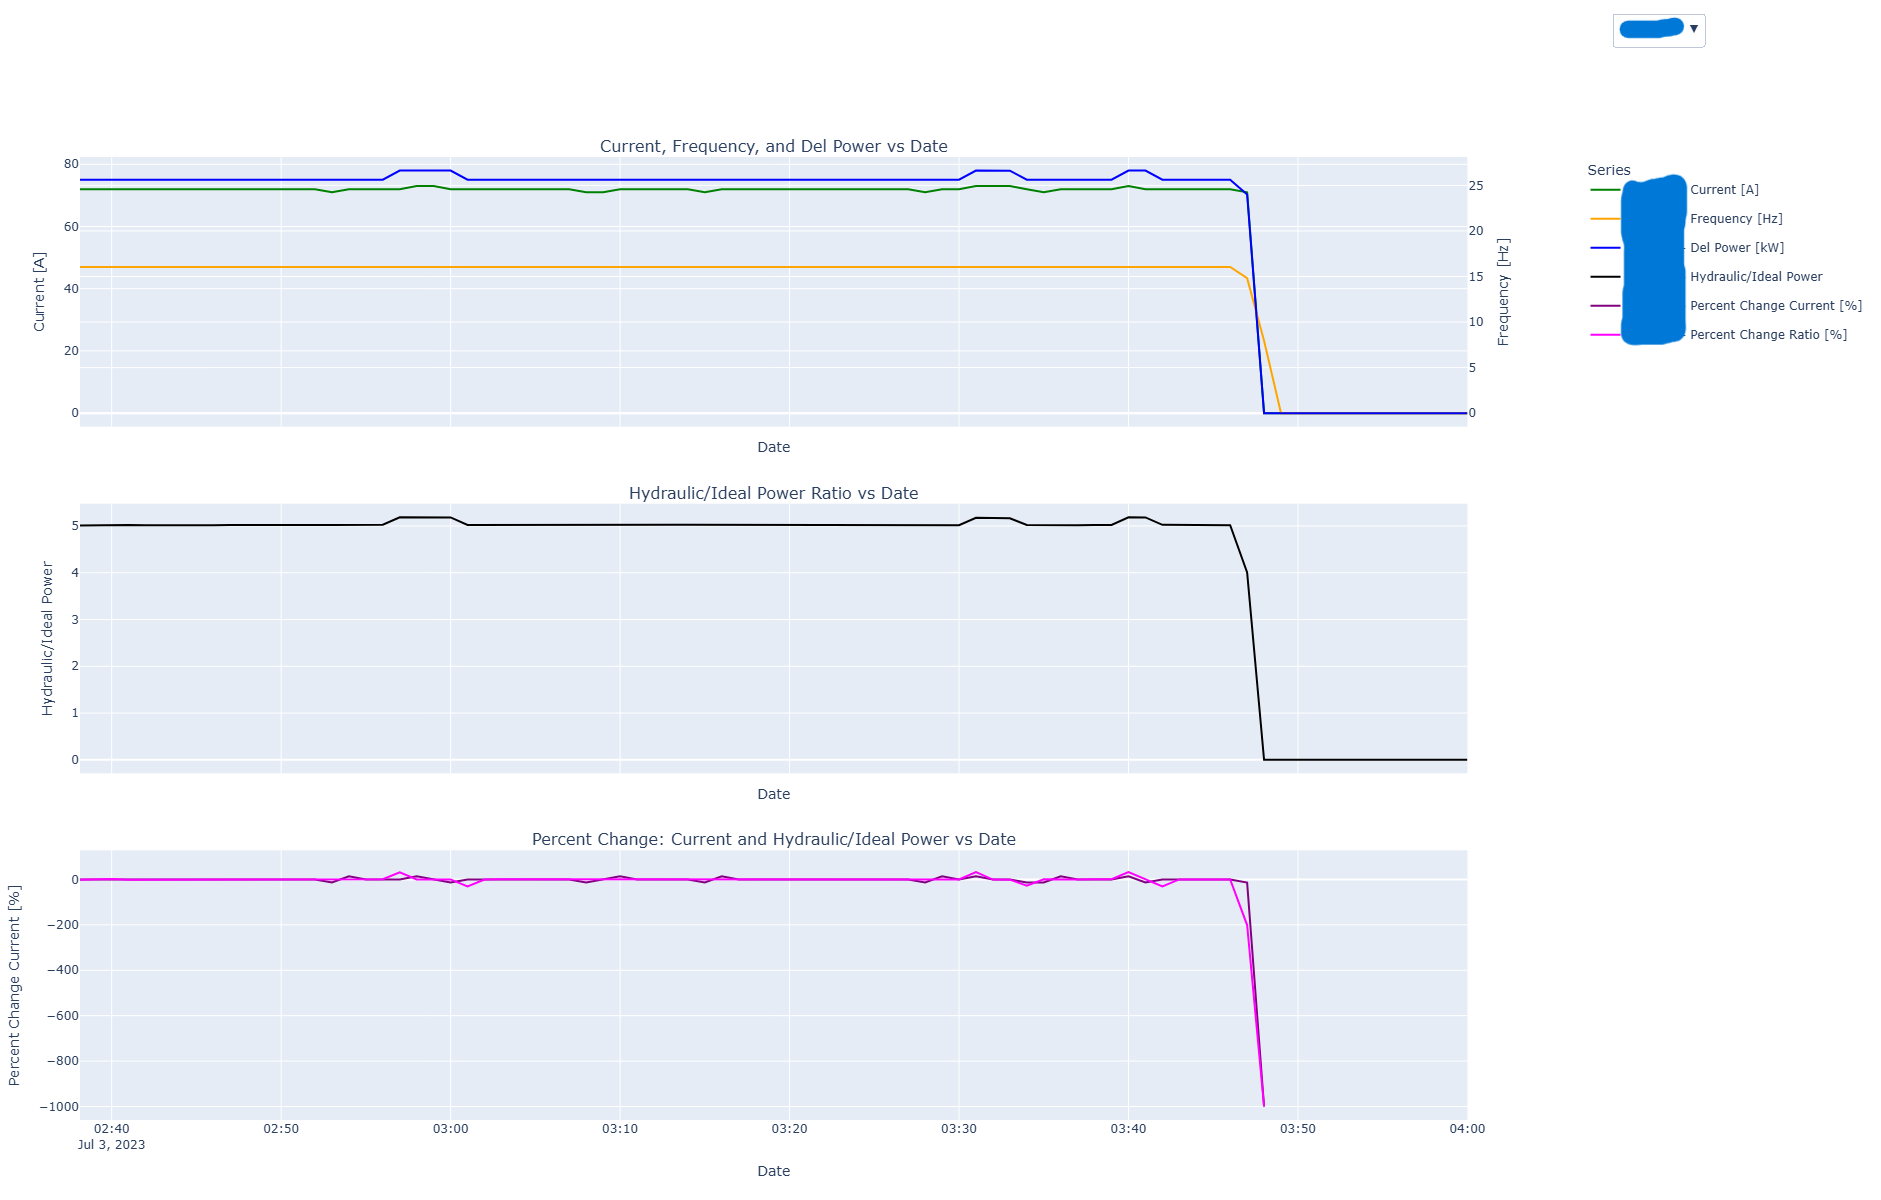 ▼
Current, Frequency, and Del Power vs Date
80
60
40
20
0
Current [A]
25
20
15
10
5
0
Frequency [Hz]
Date
Series
Current [A]
Frequency [Hz]
Del Power [kW]
Hydraulic/Ideal Power
Percent Change Current [%]
Percent Change Ratio [%]
Hydraulic/Ideal Power Ratio vs Date
5
4
3
2
1
0
Hydraulic/Ideal Power
Date
Percent Change: Current and Hydraulic/Ideal Power vs Date
0
−200
−400
−600
−800
−1000
Percent Change Current [%]
02:40 02:50 03:00 03:10 03:20 03:30 03:40 03:50 04:00
Jul 3, 2023
Date